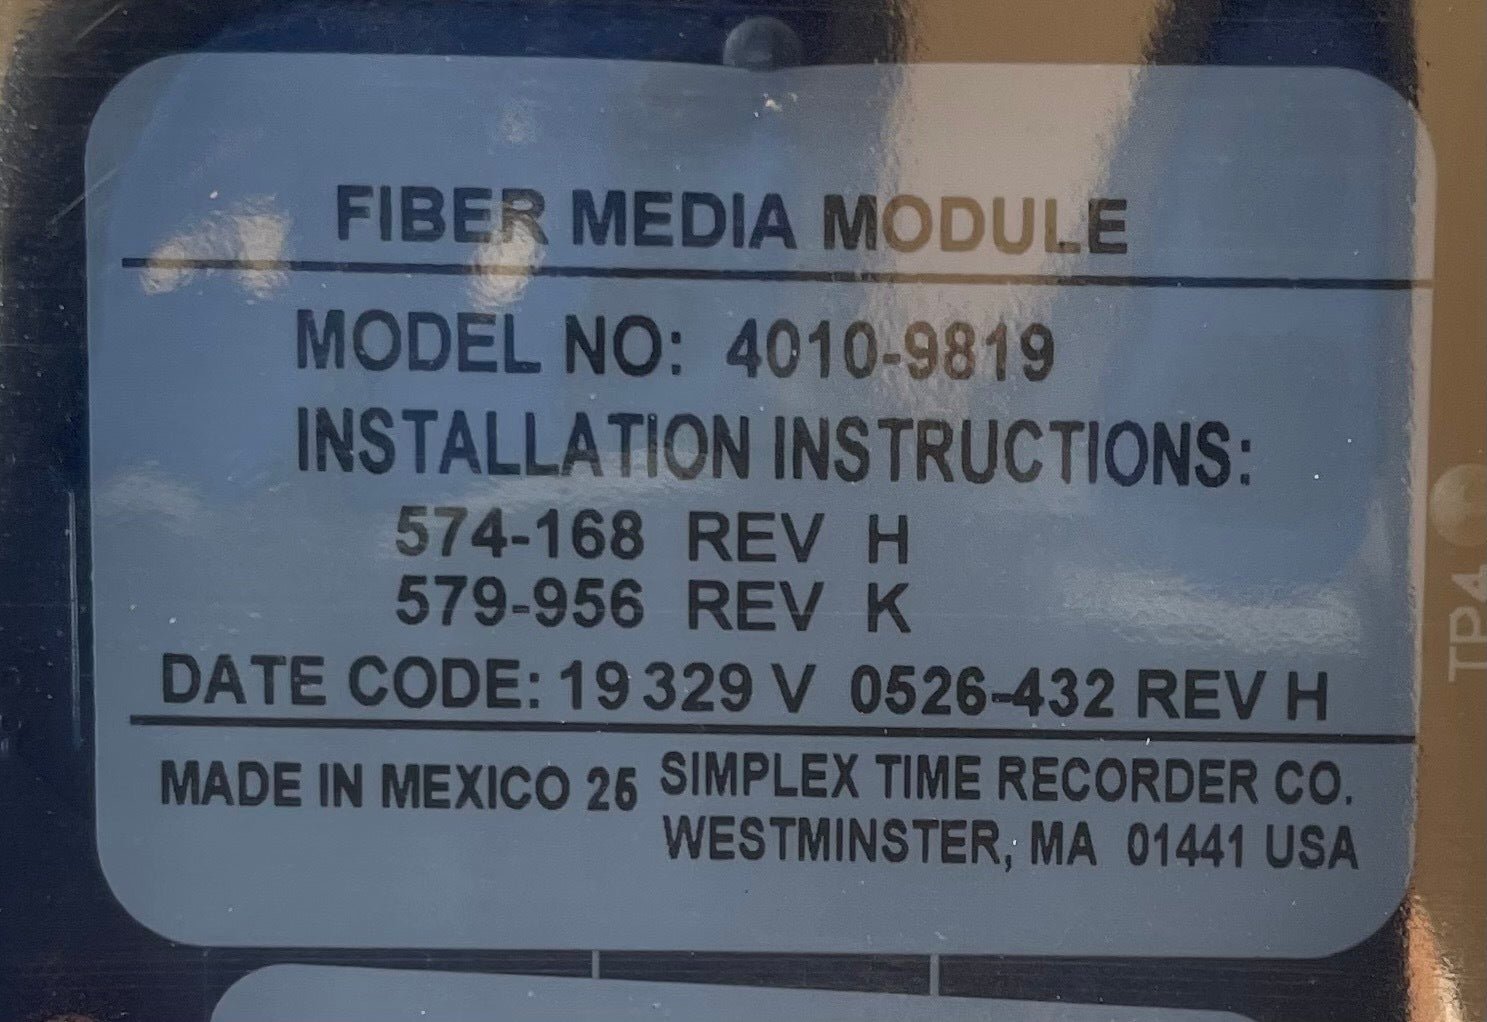 FIBER MEDIA MODULE
MODEL NO: 4010-9819
INSTALLATION INSTRUCTIONS:
574-168 REV H
579-956 REV K
DATE CODE: 19 329 V 0526-432 REV H
MADE IN MEXICO 26
SIMPLEX TIME RECORDER CO.
WESTMINSTER, MA 01441 USA
TP4